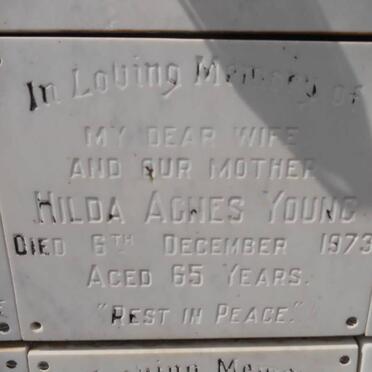 In Loving Memory of
MY DEAR WIFE
AND OUR MOTHER
HILDA AGNES YOUNG
DIED 6TH DECEMBER 1973
AGED 65 YEARS.
"REST IN PEACE."